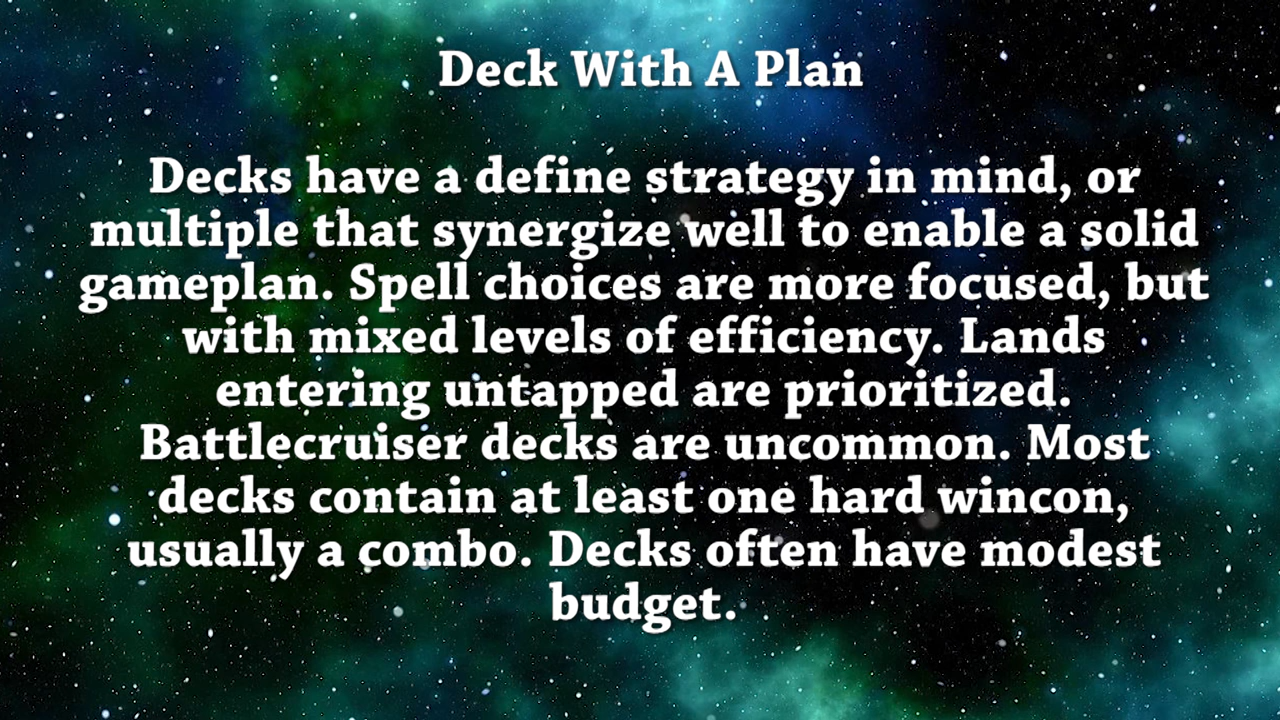 Deck With A Plan
Decks have a define strategy in mind, or
multiple that synergize well to enable a solid
gameplan. Spell choices are more focused, but
with mixed levels of efficiency. Lands
entering untapped are prioritized.
Battlecruiser decks are uncommon. Most
decks contain at least one hard wincon,
usually a combo. Decks often have modest
budget.